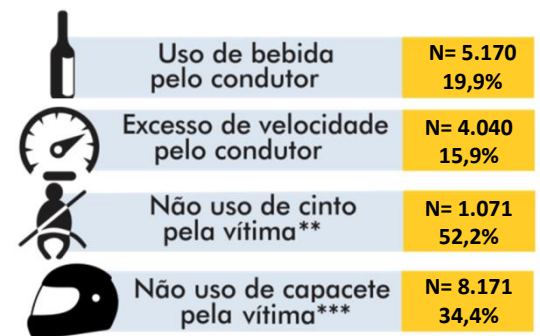 Uso de bebida
pelo condutor
N= 5.170
19,9%
Excesso de velocidade
pelo condutor
N= 4.040
15,9%
Não uso de cinto
pela vítima**
N= 1.071
52,2%
Não uso de capacete
pela vítima***
N= 8.171
34,4%